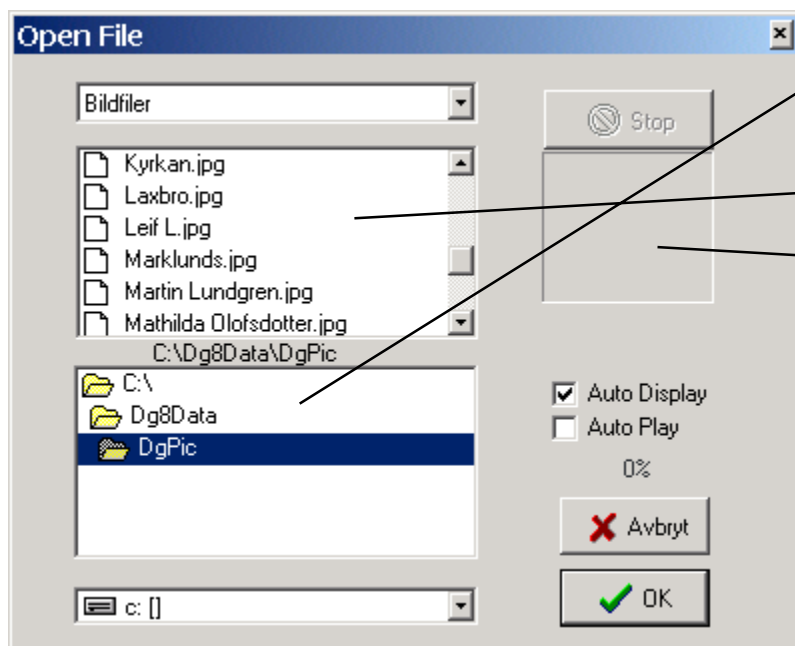 Open File
Bildfiler
Stop
Kyrkan.jpg
Laxbro.jpg
Leif L.jpg
Marklunds.jpg
Martin Lundgren.jpg
Mathilda Olofsdotter.jpg
C:\Dg8Data\DgPic
C:\
Dg8Data
DgPic
Auto Display
Auto Play
0%
Avbryt
OK
c: []